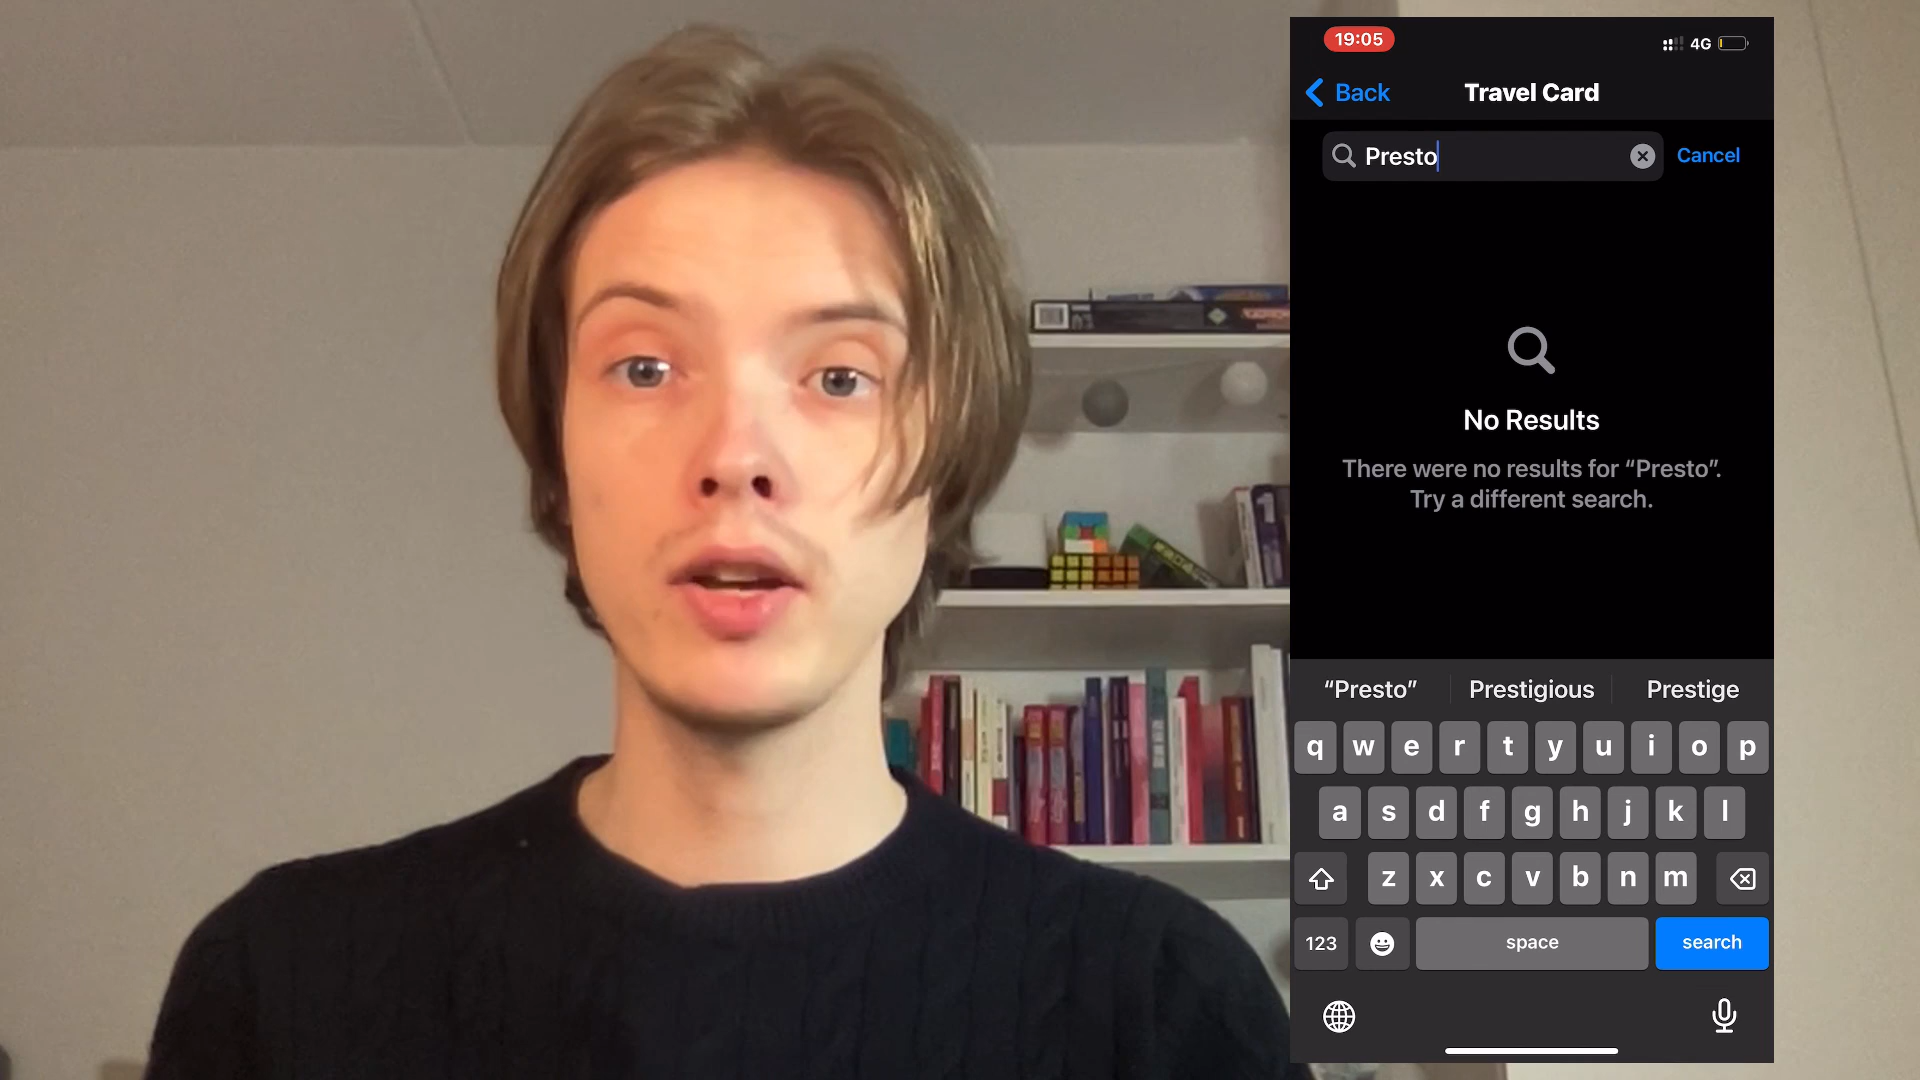 19:05
4G
Back
Travel Card
Presto
Cancel
No Results
There were no results for “Presto”.
Try a different search.
“Presto”
Prestigious
Prestige
q w e r t y u i o p
a s d f g h j k l
z x c v b n m
123
space
search